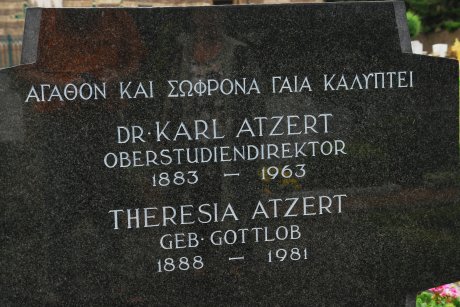 ΑΓΑΘΟΝ ΚΑΙ ΣΩΦΡΟΝΑ ΓΑΙΑ ΚΑΛΥΠΤΕΙ
DR·KARL ATZERT
OBERSTUDIENDIREKTOR
1883 – 1963
THERESIA ATZERT
GEB·GOTTLOB
1888 – 1981